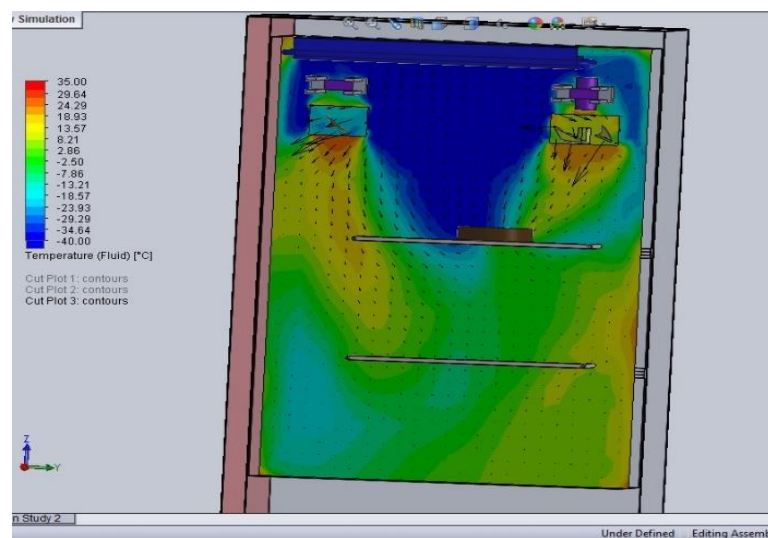 Simulation
35.00
29.64
24.29
18.93
13.57
8.21
2.86
-2.50
-7.86
-13.21
-18.57
-23.93
-29.29
-34.64
-40.00
Temperature (Fluid) [°C]
Cut Plot 1: contours
Cut Plot 2: contours
Cut Plot 3: contours
Z
Y
n Study 2
Under Defined Editing Assemb